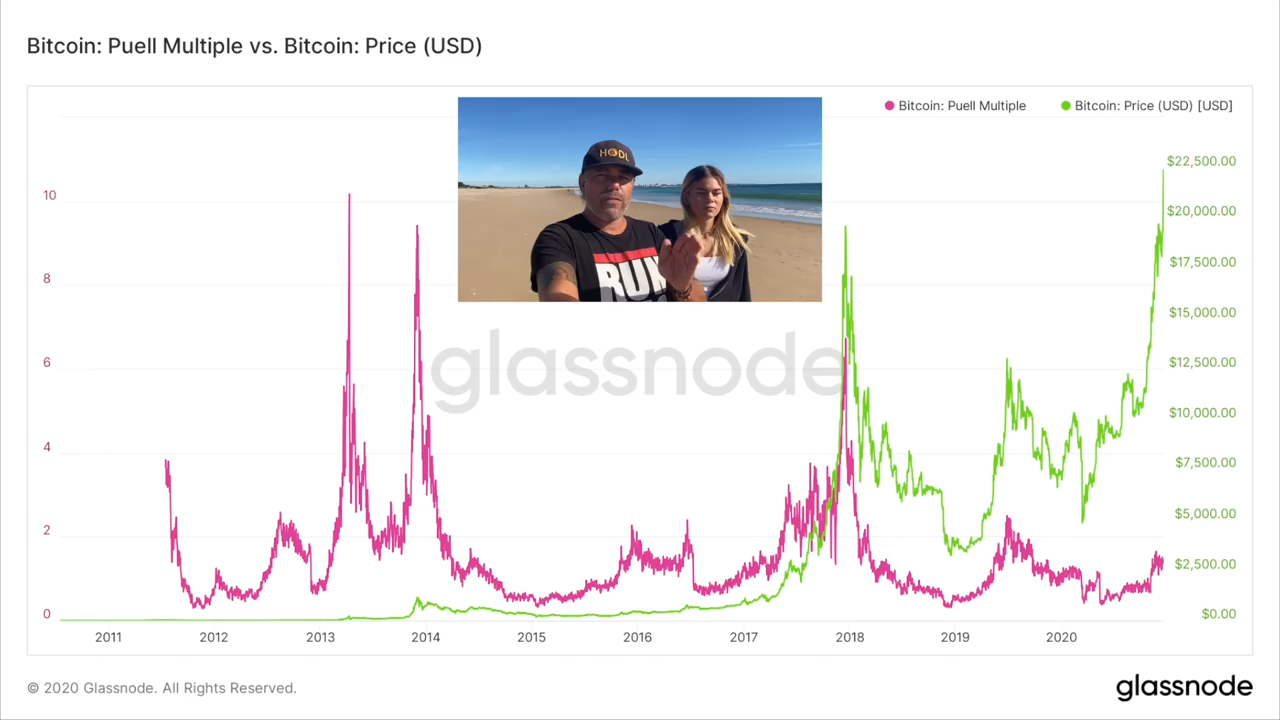 Bitcoin: Puell Multiple vs. Bitcoin: Price (USD)
Bitcoin: Puell Multiple
Bitcoin: Price (USD) [USD]
HODL
RUN
glassnode
10
8
6
4
2
0
$22,500.00
$20,000.00
$17,500.00
$15,000.00
$12,500.00
$10,000.00
$7,500.00
$5,000.00
$2,500.00
$0.00
2011 2012 2013 2014 2015 2016 2017 2018 2019 2020
© 2020 Glassnode. All Rights Reserved.
glassnode